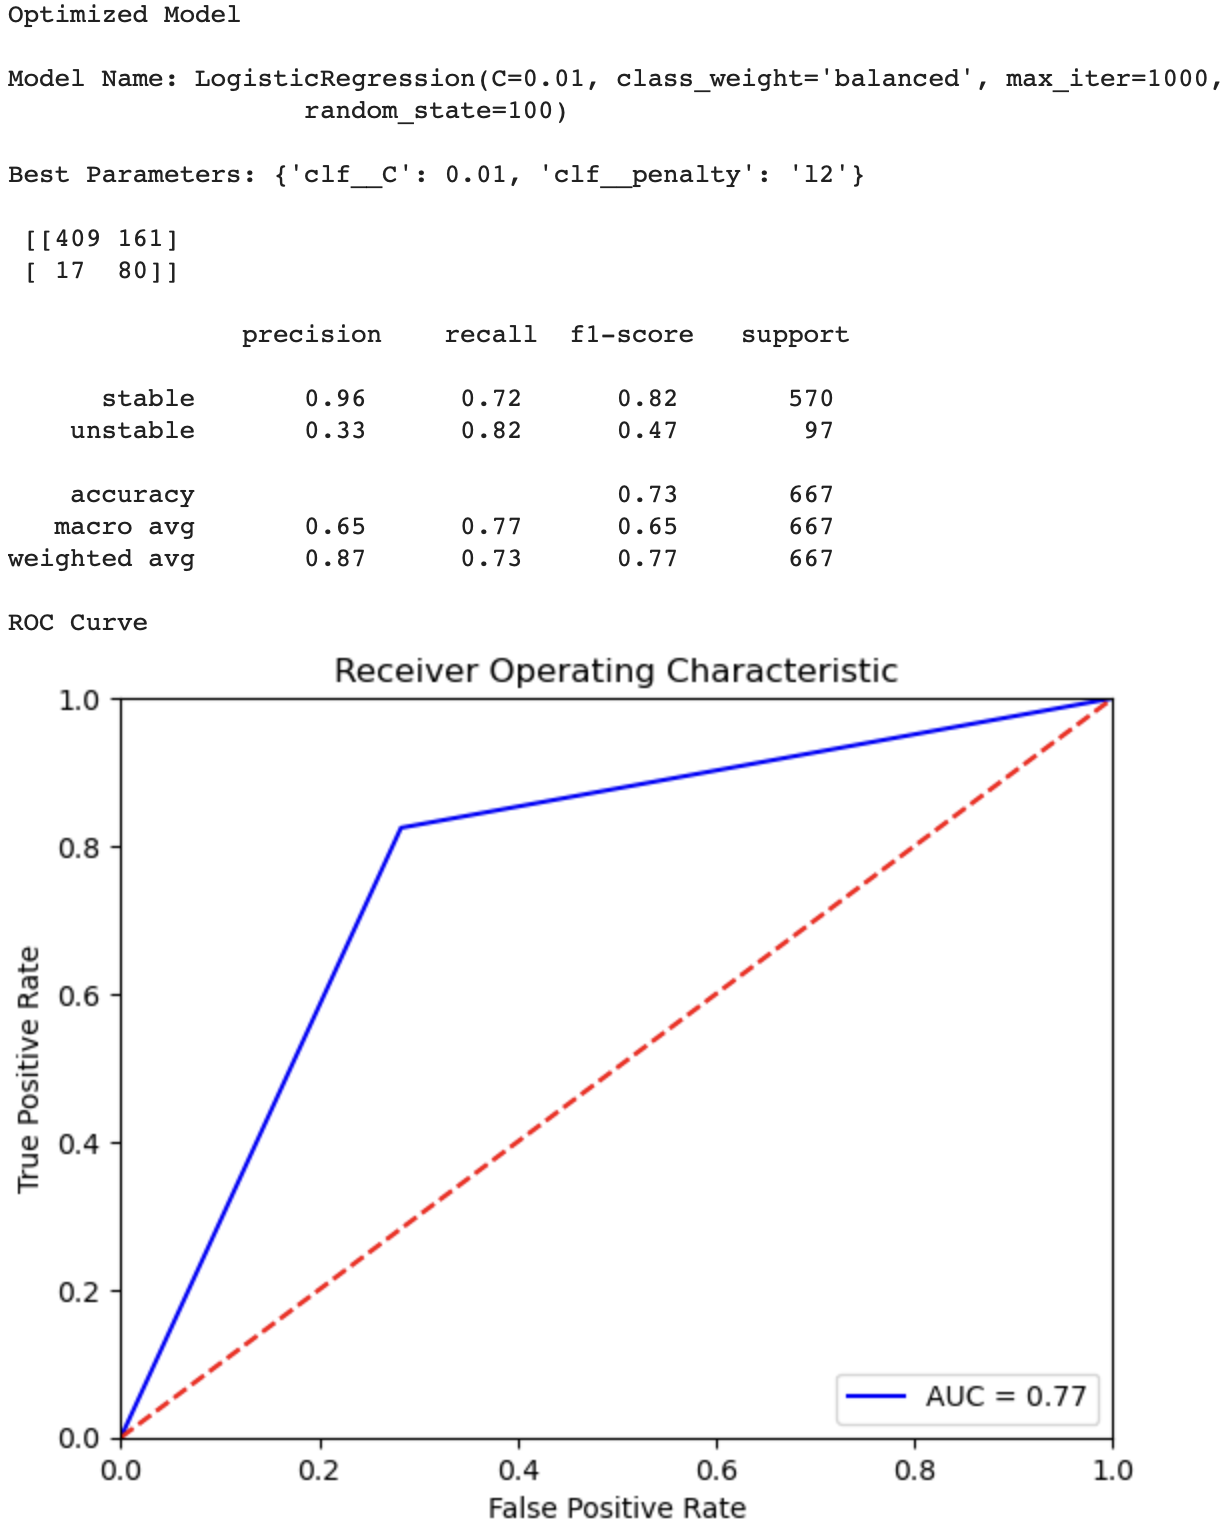 Optimized Model
Model Name: LogisticRegression(C=0.01, class_weight='balanced', max_iter=1000,
random_state=100)
Best Parameters: {'clf__C': 0.01, 'clf__penalty': 'l2'}
[[409 161]
[ 17 80]]
precision recall f1-score support
stable 0.96 0.72 0.82 570
unstable 0.33 0.82 0.47 97
accuracy 0.73 667
macro avg 0.65 0.77 0.65 667
weighted avg 0.87 0.73 0.77 667
ROC Curve
Receiver Operating Characteristic
1.0
0.8
0.6
0.4
0.2
0.0
True Positive Rate
AUC = 0.77
0.0 0.2 0.4 0.6 0.8 1.0
False Positive Rate